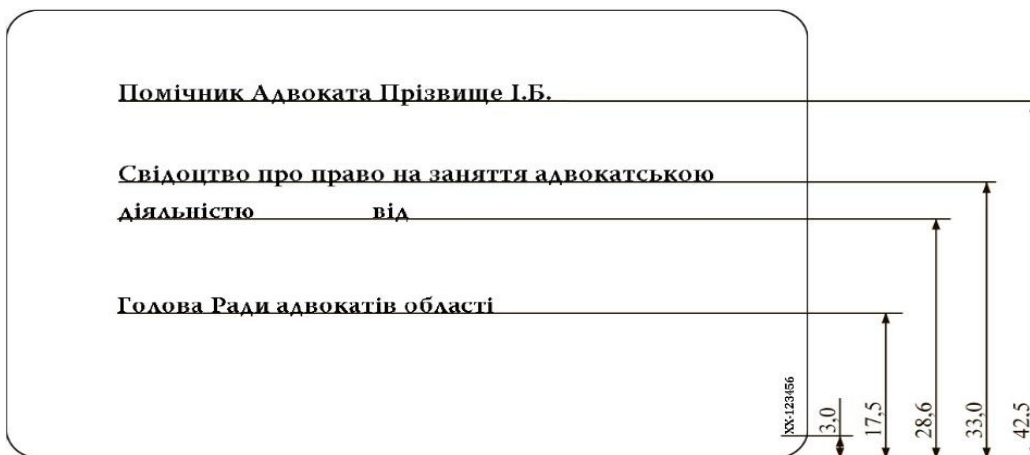 Помічник Адвоката Прізвище І.Б.
Свідоцтво про право на заняття адвокатською
діяльністю від
Голова Ради адвокатів області
XX-123456
3,0
17,5
28,6
33,0
42,5